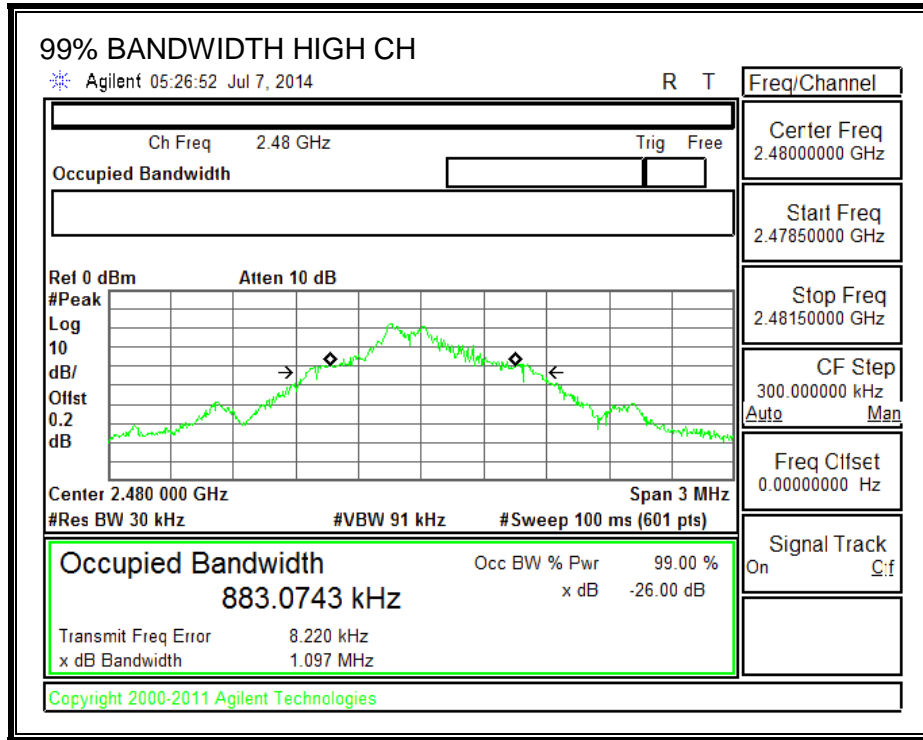 99% BANDWIDTH HIGH CH
Agilent 05:26:52 Jul 7, 2014 R T
Freq/Channel
Ch Freq 2.48 GHz Trig Free
Occupied Bandwidth
Center Freq
2.48000000 GHz
Start Freq
2.47850000 GHz
Stop Freq
2.48150000 GHz
CF Step
300.000000 kHz
Auto Man
Freq Offset
0.00000000 Hz
Signal Track
On Off
Ref 0 dBm Atten 10 dB
#Peak
Log
10
dB/
Offst
0.2
dB
Center 2.480 000 GHz Span 3 MHz
#Res BW 30 kHz #VBW 91 kHz #Sweep 100 ms (601 pts)
Occupied Bandwidth
883.0743 kHz
Occ BW % Pwr 99.00 %
x dB -26.00 dB
Transmit Freq Error 8.220 kHz
x dB Bandwidth 1.097 MHz
Copyright 2000-2011 Agilent Technologies